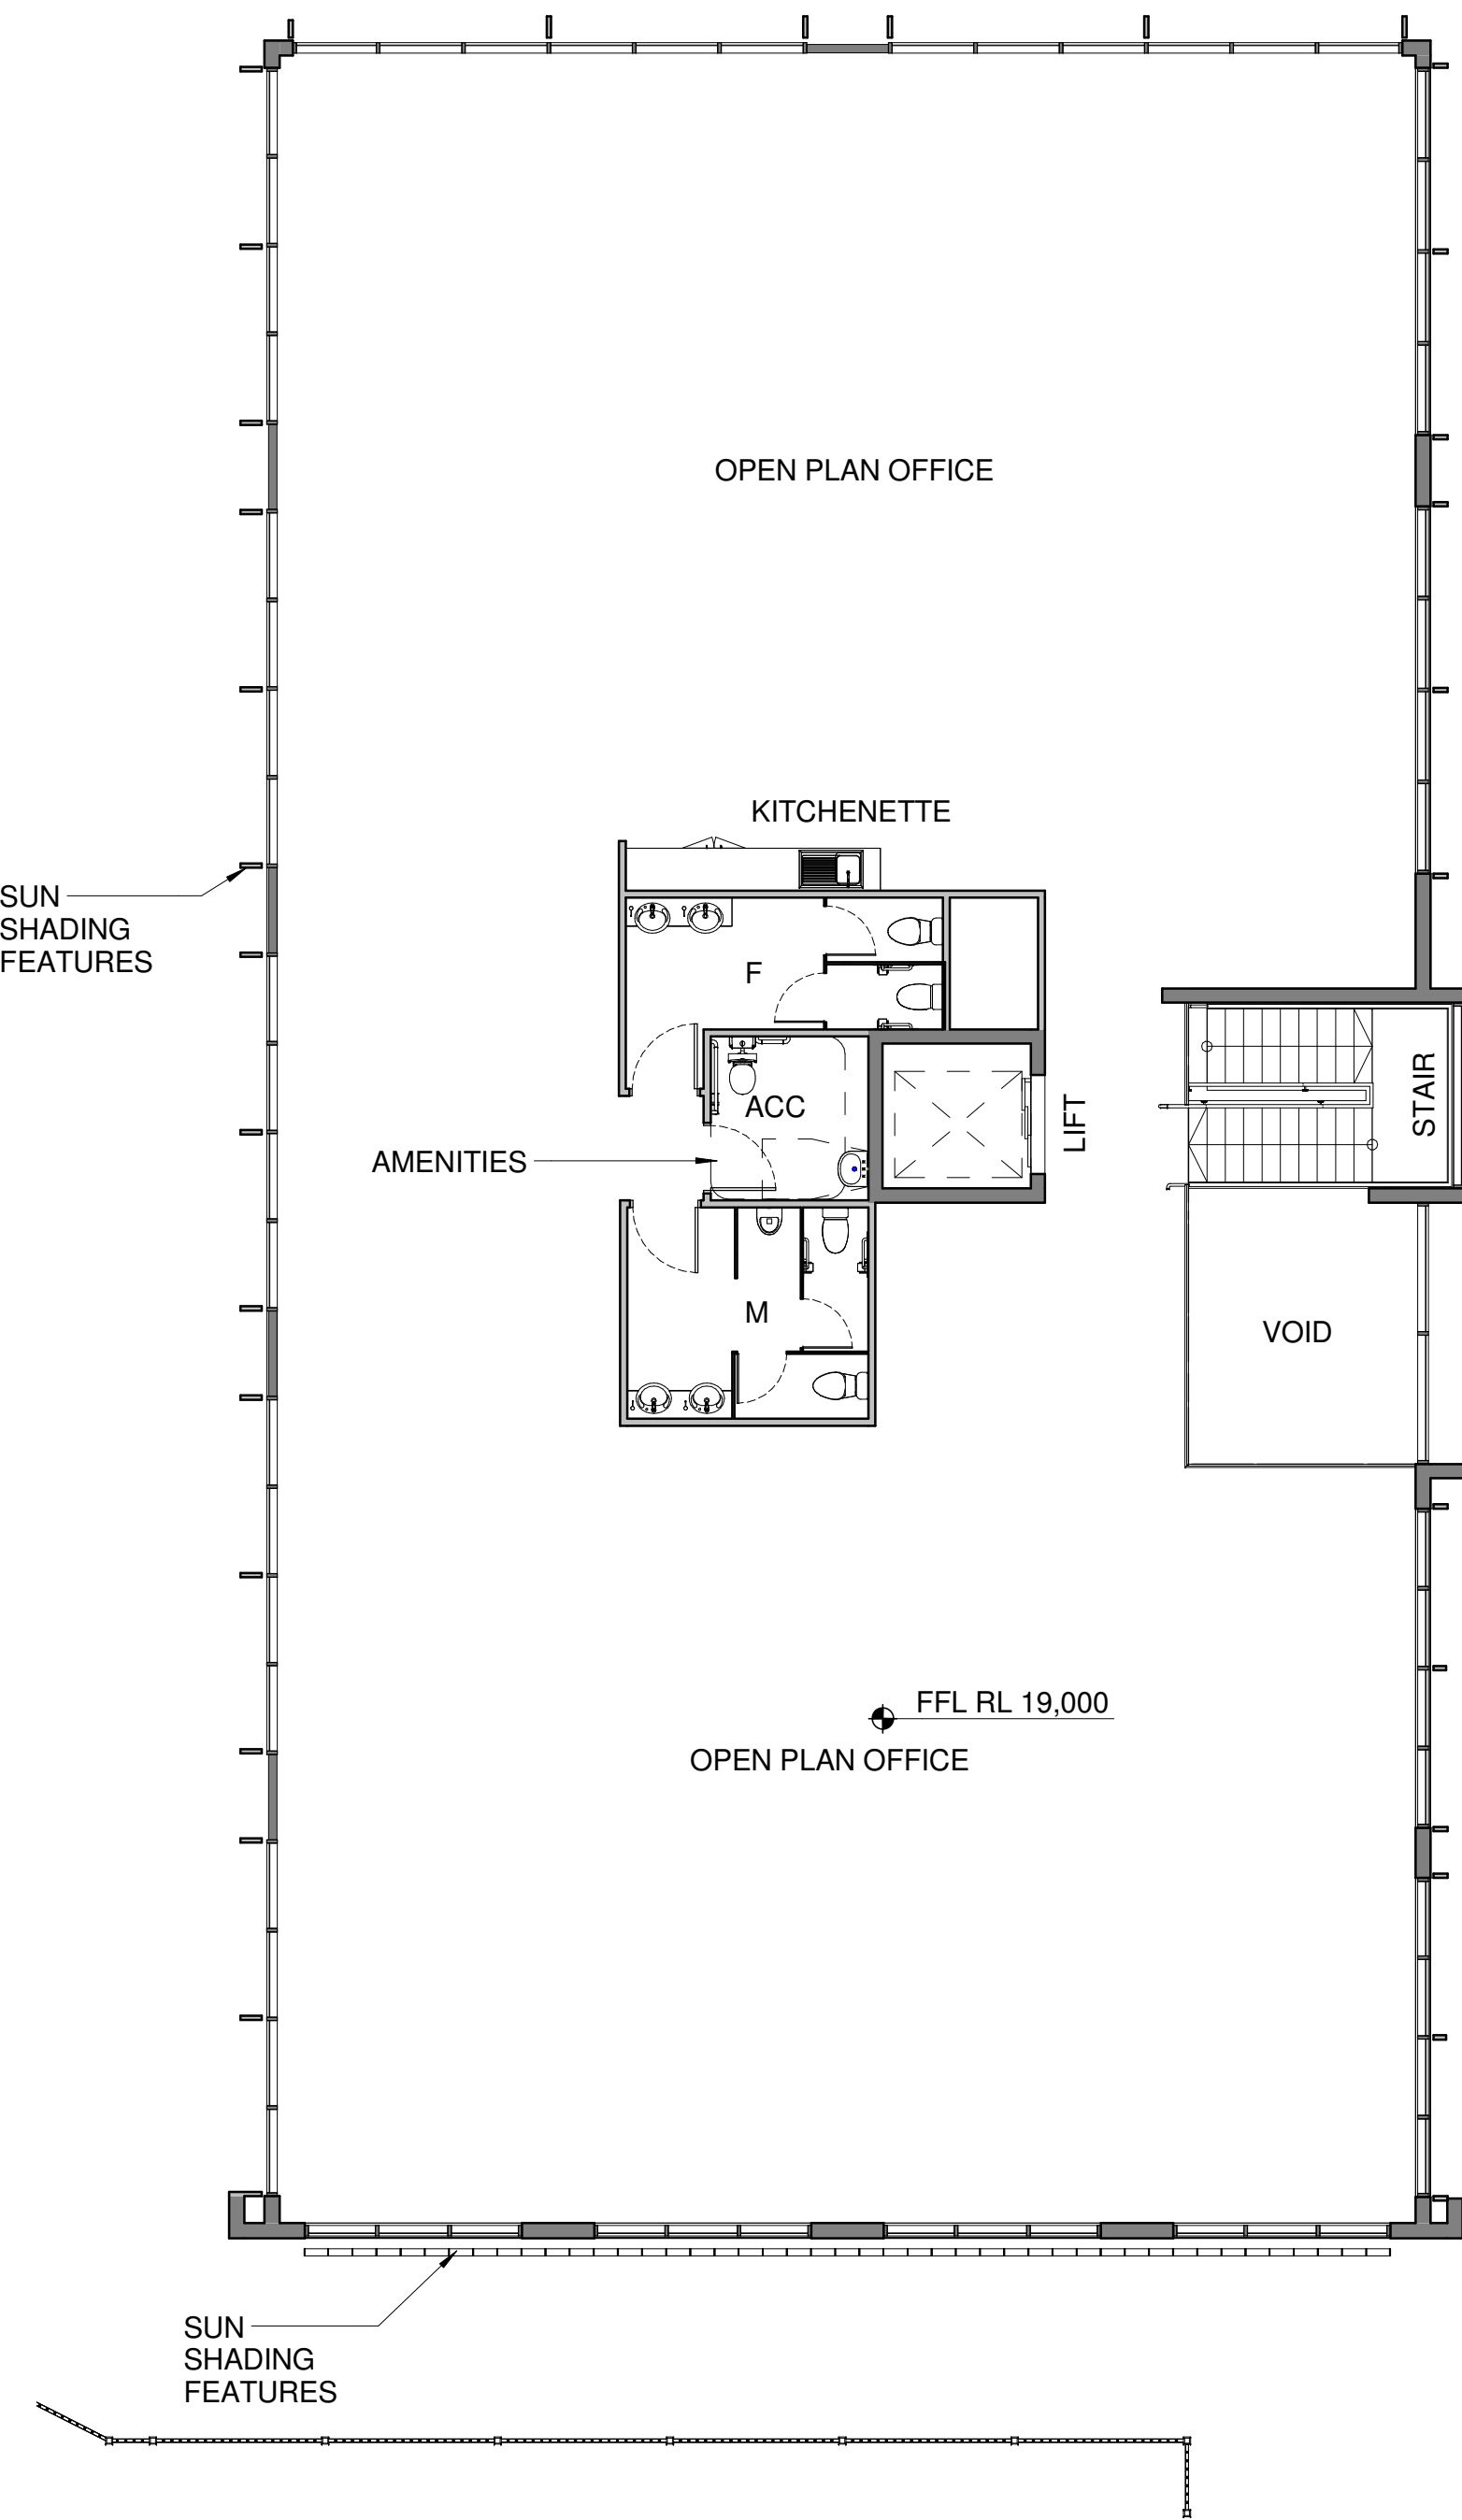 OPEN PLAN OFFICE
KITCHENETTE
SUN
SHADING
FEATURES
F
ACC
AMENITIES
LIFT
STAIR
M
VOID
FFL RL 19,000
OPEN PLAN OFFICE
SUN
SHADING
FEATURES